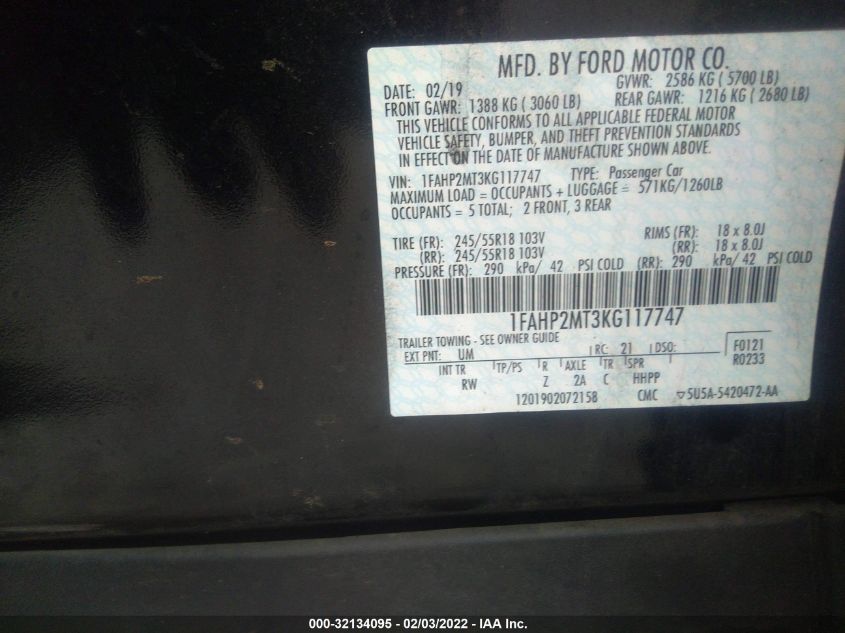 MFD. BY FORD MOTOR CO.
DATE: 02/19 GVWR: 2586 KG ( 5700 LB)
FRONT GAWR: 1388 KG ( 3060 LB) REAR GAWR: 1216 KG ( 2680 LB)
THIS VEHICLE CONFORMS TO ALL APPLICABLE FEDERAL MOTOR
VEHICLE SAFETY, BUMPER, AND THEFT PREVENTION STANDARDS
IN EFFECT ON THE DATE OF MANUFACTURE SHOWN ABOVE.
VIN: 1FAHP2MT3KG117747 TYPE: Passenger Car
MAXIMUM LOAD = OCCUPANTS + LUGGAGE = 571KG/1260LB
OCCUPANTS = 5 TOTAL; 2 FRONT, 3 REAR
TIRE (FR): 245/55R18 103V RIMS (FR): 18 x 8.0J
(RR): 245/55R18 103V (RR): 18 x 8.0J
PRESSURE (FR): 290 kPa/ 42 PSI COLD (RR): 290 kPa/ 42 PSI COLD
1FAHP2MT3KG117747
TRAILER TOWING - SEE OWNER GUIDE
EXT PNT: UM RC: 21 DSO: F0121
R0233
INT TR TP/PS R AXLE TR SPR
RW Z 2A C HHPP
1201902072158 CMC ▽5U5A-5420472-AA
000-32134095 - 02/03/2022 - IAA Inc.